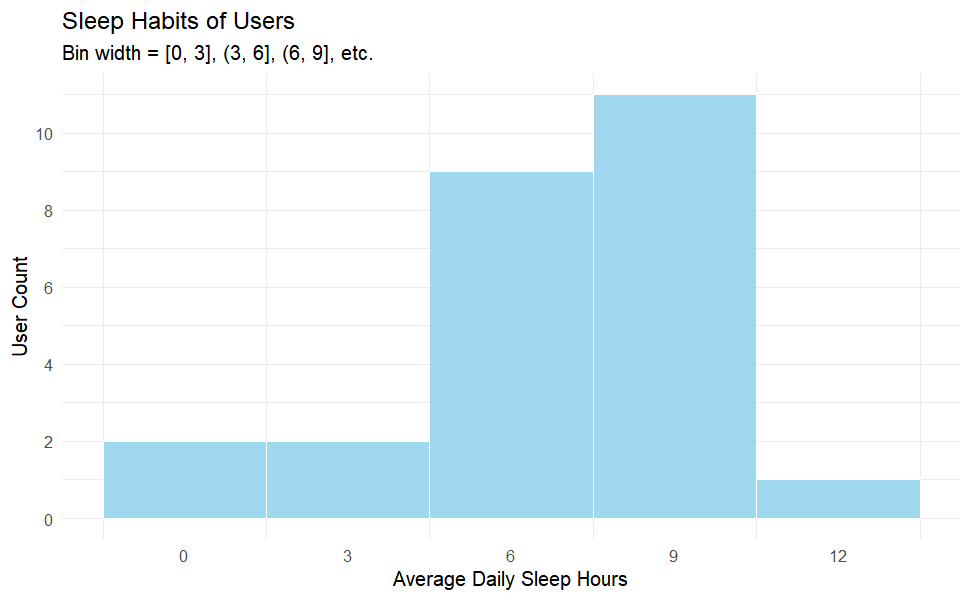 Sleep Habits of Users
Bin width = [0, 3], (3, 6], (6, 9], etc.
10
8
6
4
2
0
User Count
0 3 6 9 12
Average Daily Sleep Hours